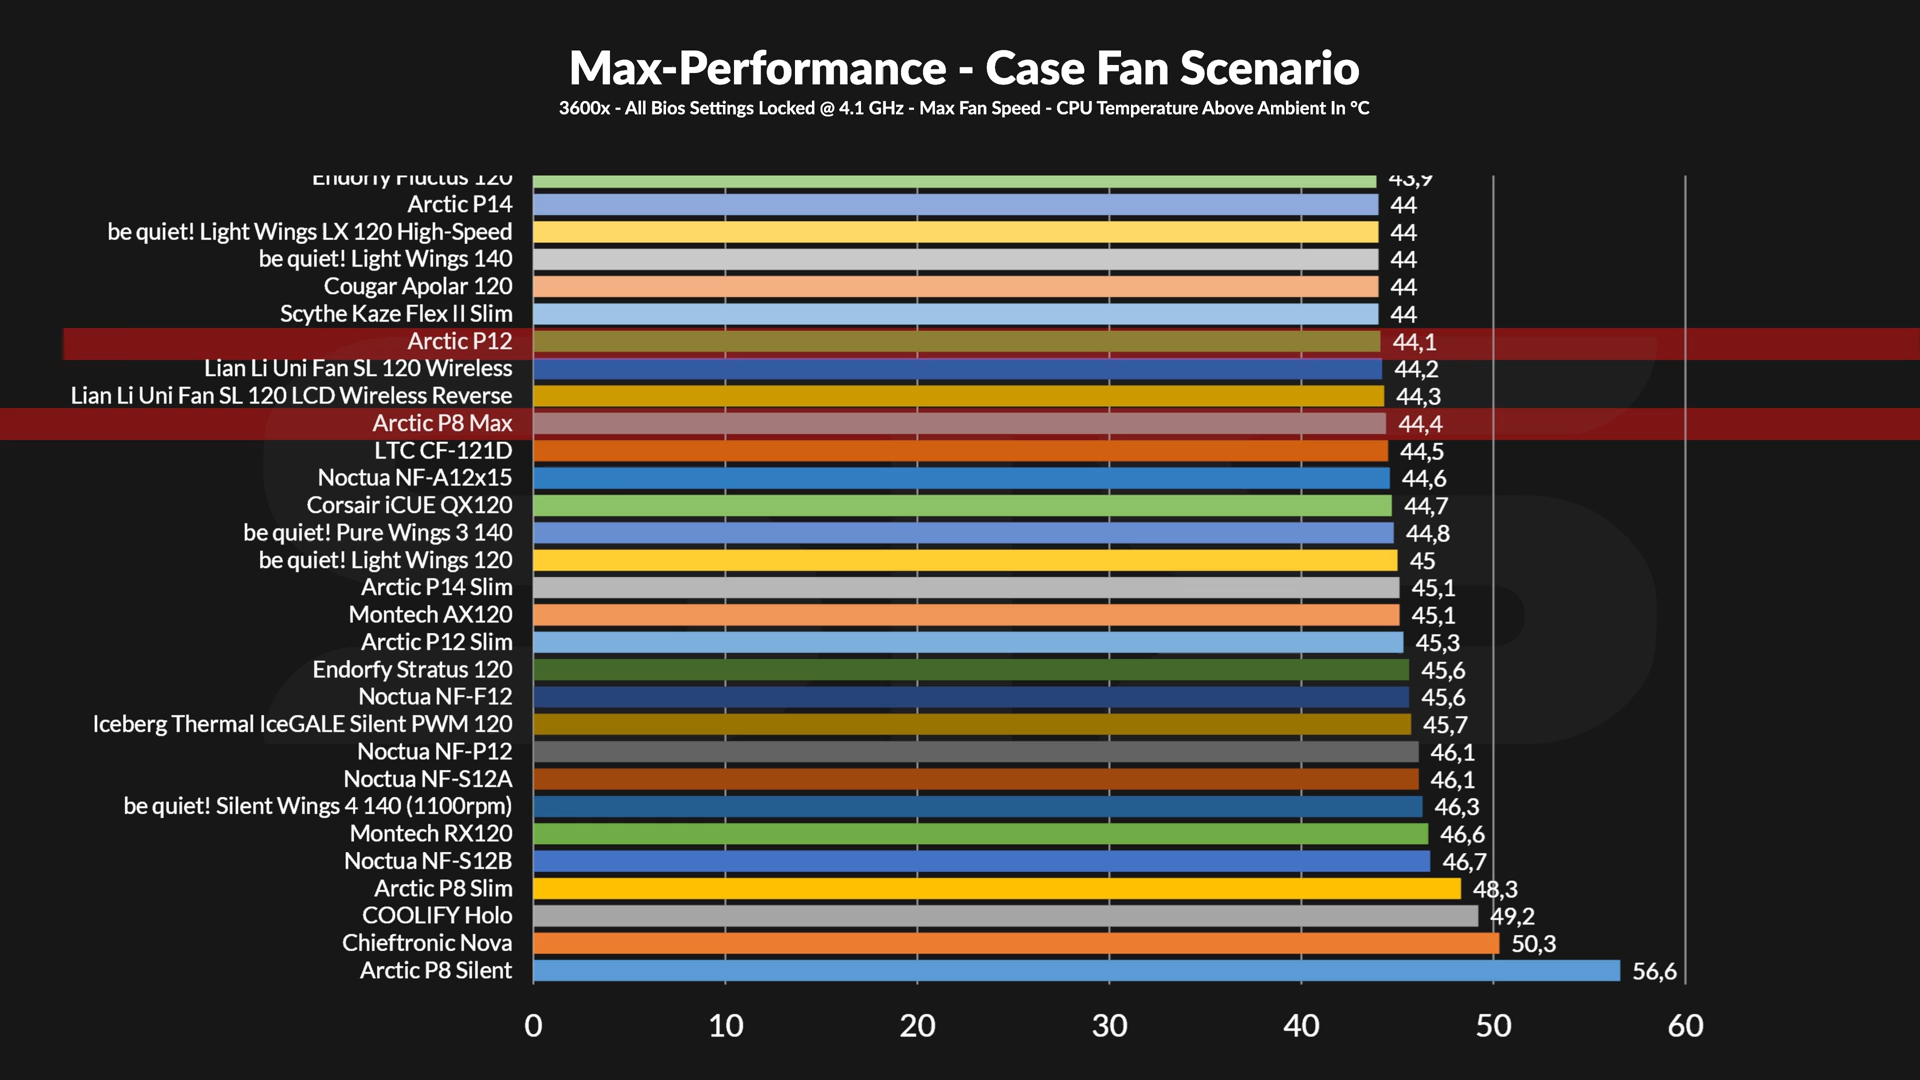 Max-Performance - Case Fan Scenario
3600x - All Bios Settings Locked @ 4.1 GHz - Max Fan Speed - CPU Temperature Above Ambient In °C
Endorfy Fluctus 120 43,9
Arctic P14 44
be quiet! Light Wings LX 120 High-Speed 44
be quiet! Light Wings 140 44
Cougar Apolar 120 44
Scythe Kaze Flex II Slim 44
Arctic P12 44,1
Lian Li Uni Fan SL 120 Wireless 44,2
Lian Li Uni Fan SL 120 LCD Wireless Reverse 44,3
Arctic P8 Max 44,4
LTC CF-121D 44,5
Noctua NF-A12x15 44,6
Corsair iCUE QX120 44,7
be quiet! Pure Wings 3 140 44,8
be quiet! Light Wings 120 45
Arctic P14 Slim 45,1
Montech AX120 45,1
Arctic P12 Slim 45,3
Endorfy Stratus 120 45,6
Noctua NF-F12 45,6
Iceberg Thermal IceGALE Silent PWM 120 45,7
Noctua NF-P12 46,1
Noctua NF-S12A 46,1
be quiet! Silent Wings 4 140 (1100rpm) 46,3
Montech RX120 46,6
Noctua NF-S12B 46,7
Arctic P8 Slim 48,3
COOLIFY Holo 49,2
Chieftronic Nova 50,3
Arctic P8 Silent 56,6
0 10 20 30 40 50 60